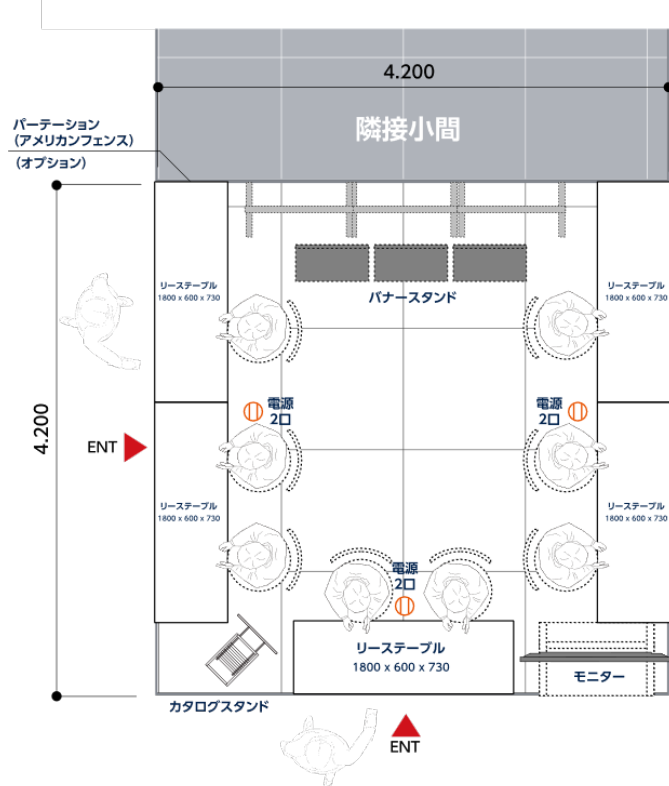 4.200
隣接小間
パーテーション
(アメリカンフェンス)
(オプション)
リーステーブル
1800 x 600 x 730
リーステーブル
1800 x 600 x 730
バナースタンド
電源
2口
電源
2口
4.200
ENT
リーステーブル
1800 x 600 x 730
リーステーブル
1800 x 600 x 730
電源
2口
リーステーブル
1800 x 600 x 730
モニター
カタログスタンド
ENT